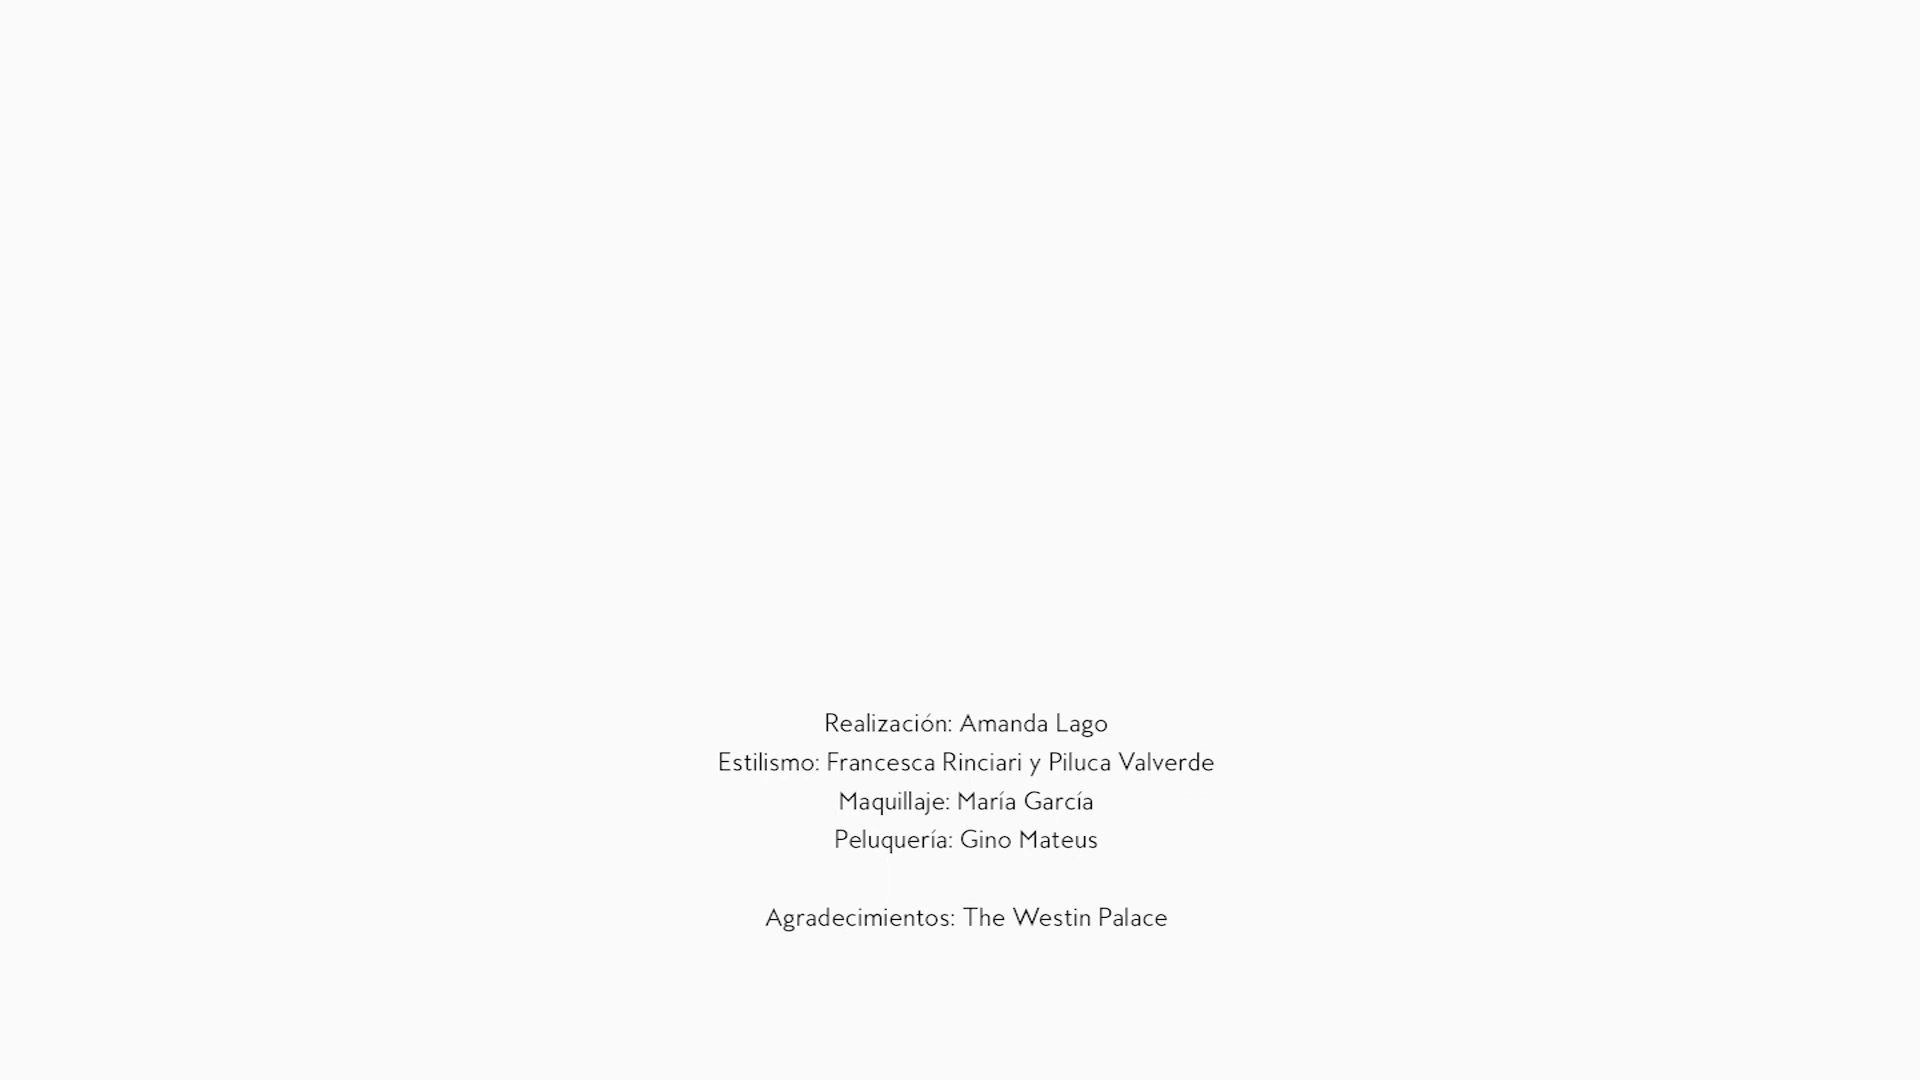 Realización: Amanda Lago
Estilismo: Francesca Rinciari y Piluca Valverde
Maquillaje: María García
Peluquería: Gino Mateus
Agradecimientos: The Westin Palace